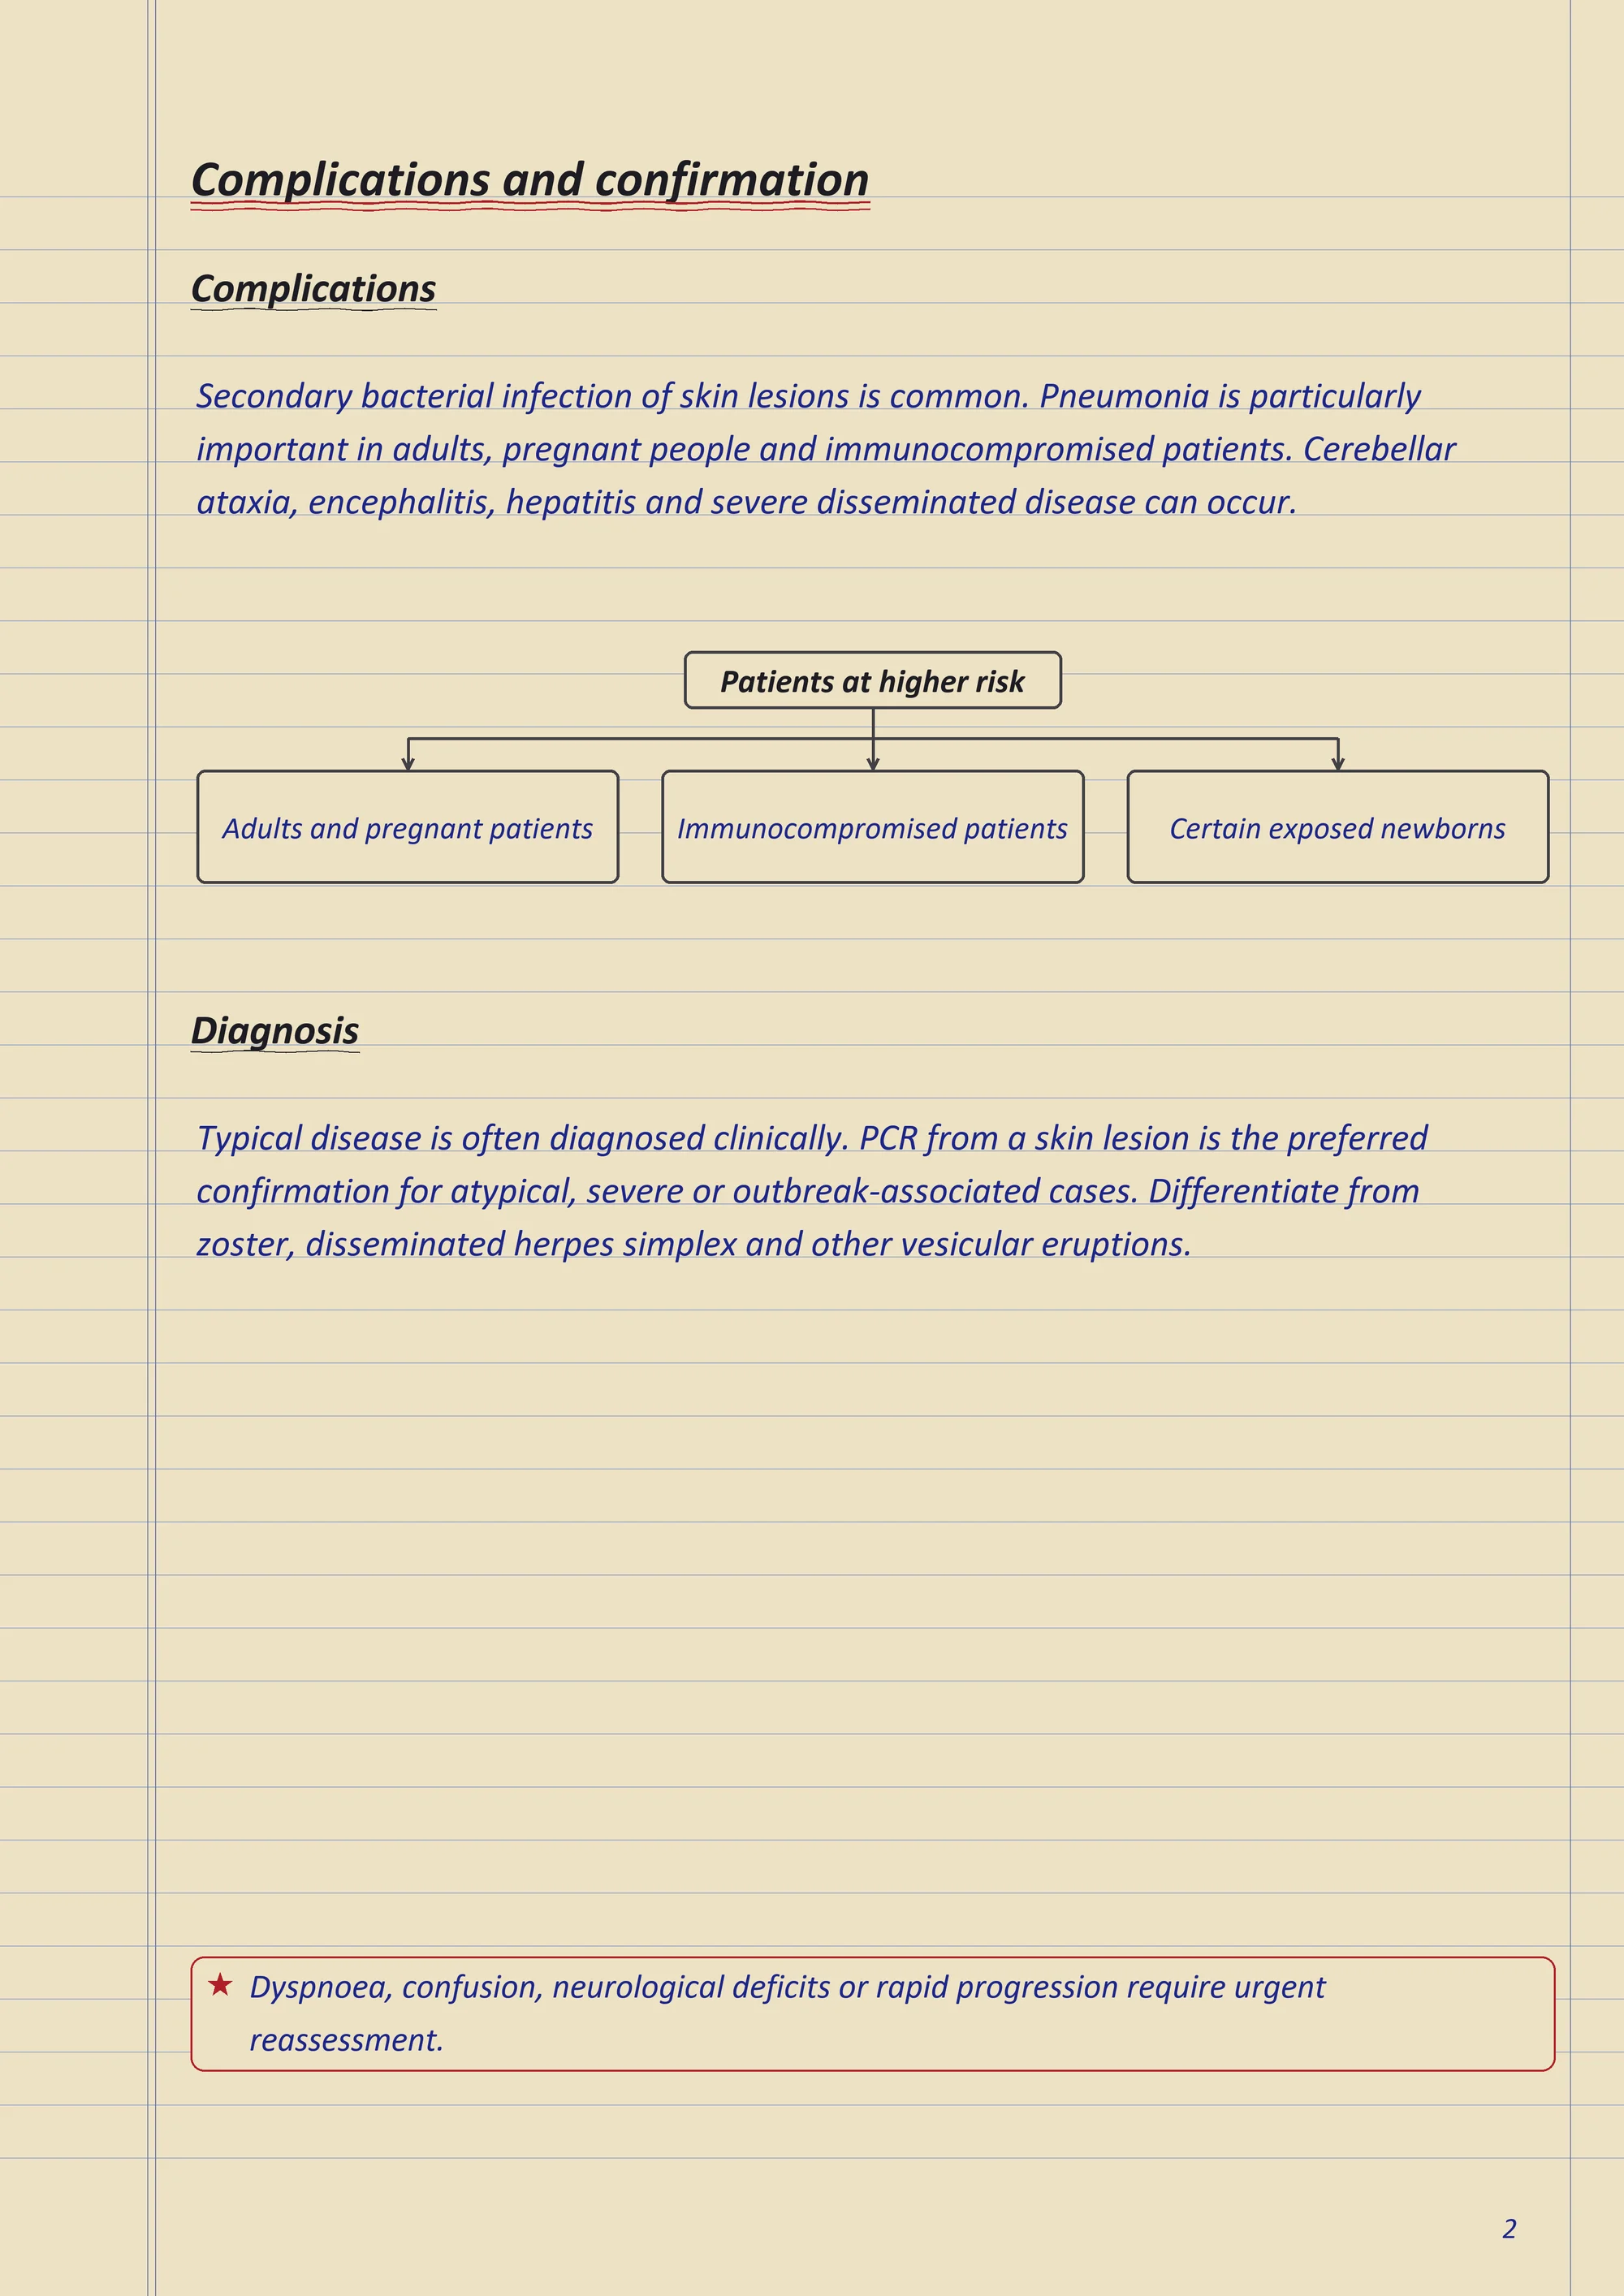 Complications and confirmation
Complications
Secondary bacterial infection of skin lesions is common. Pneumonia is particularly
important in adults, pregnant people and immunocompromised patients. Cerebellar
ataxia, encephalitis, hepatitis and severe disseminated disease can occur.
Patients at higher risk
Adults and pregnant patients
Immunocompromised patients
Certain exposed newborns
Diagnosis
Typical disease is often diagnosed clinically. PCR from a skin lesion is the preferred
confirmation for atypical, severe or outbreak-associated cases. Differentiate from
zoster, disseminated herpes simplex and other vesicular eruptions.
★ Dyspnoea, confusion, neurological deficits or rapid progression require urgent
reassessment.
2